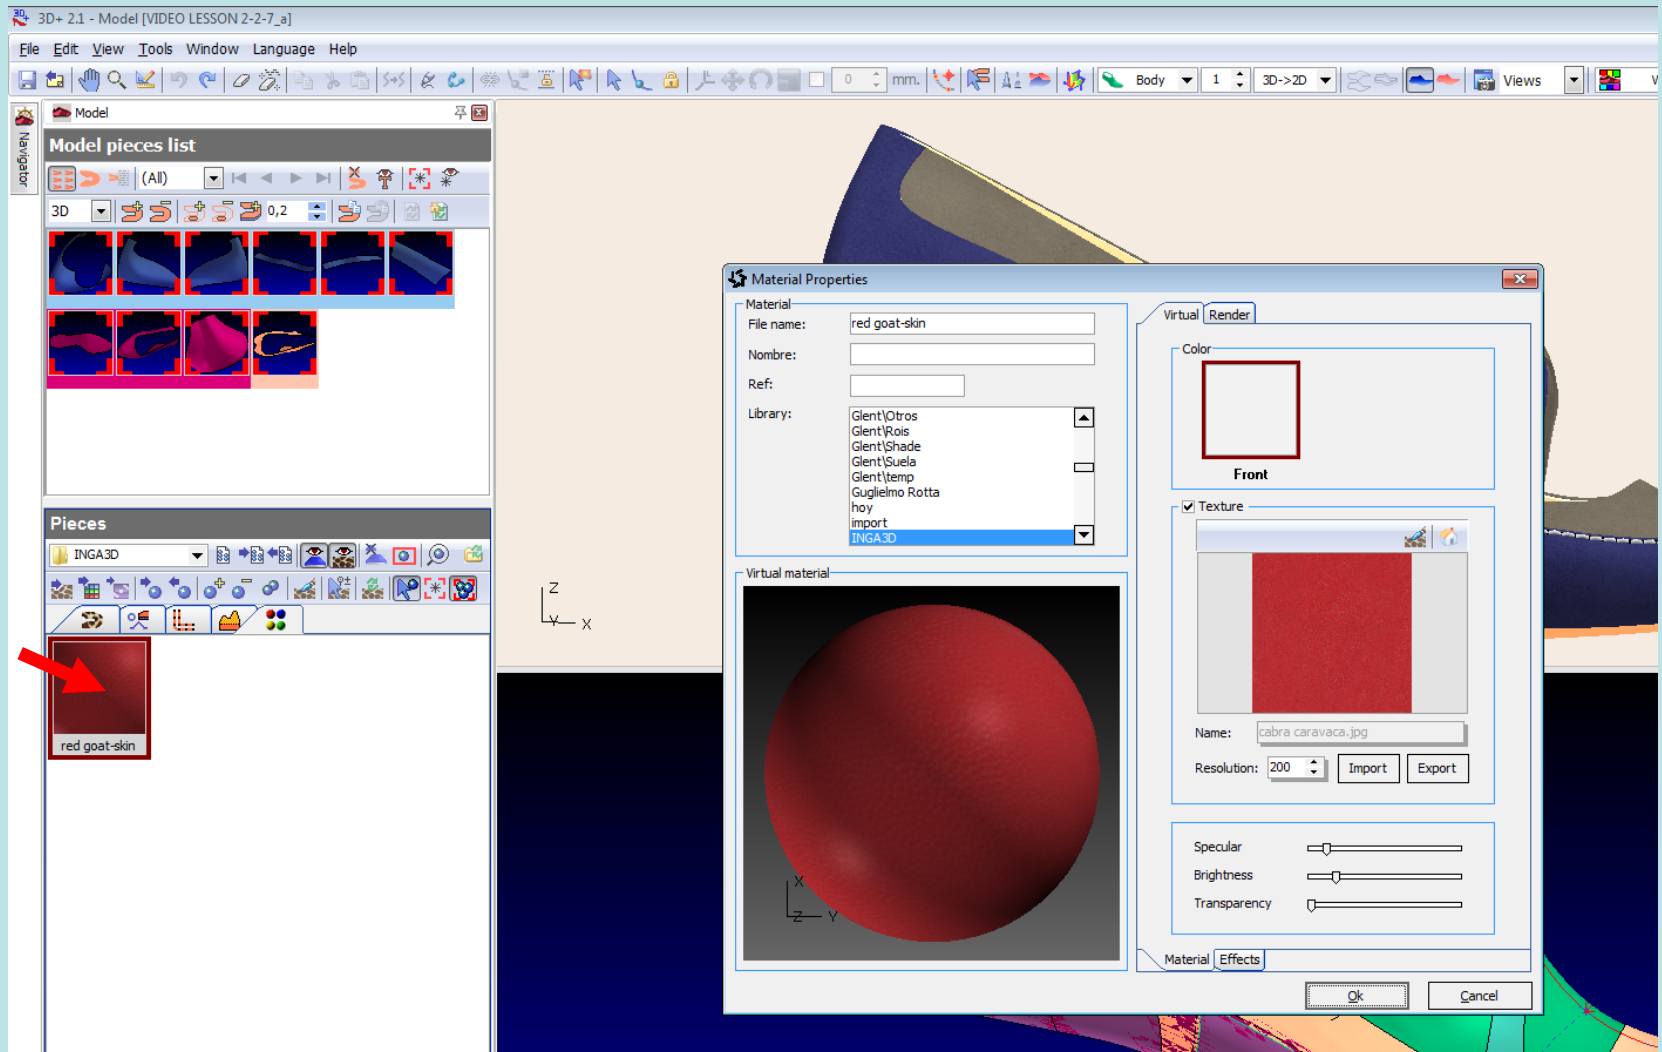 3D+ 2.1 - Model [VIDEO LESSON 2-2-7_a]
File Edit View Tools Window Language Help
0 mm. Body 1 3D->2D Views
Navigator
Model
Model pieces list
(All)
3D 0,2
Pieces
INGA3D
red goat-skin
Z
Y X
Material Properties
Material
File name: red goat-skin
Nombre:
Ref:
Library:
Glent\Otros
Glent\Rois
Glent\Shade
Glent\Suela
Glent\temp
Guglielmo Rotta
hoy
import
INGA3D
Virtual material
X
Z Y
Virtual Render
Color
Front
Texture
Name: cabra caravaca.jpg
Resolution: 200 Import Export
Specular
Brightness
Transparency
Material Effects
Ok Cancel